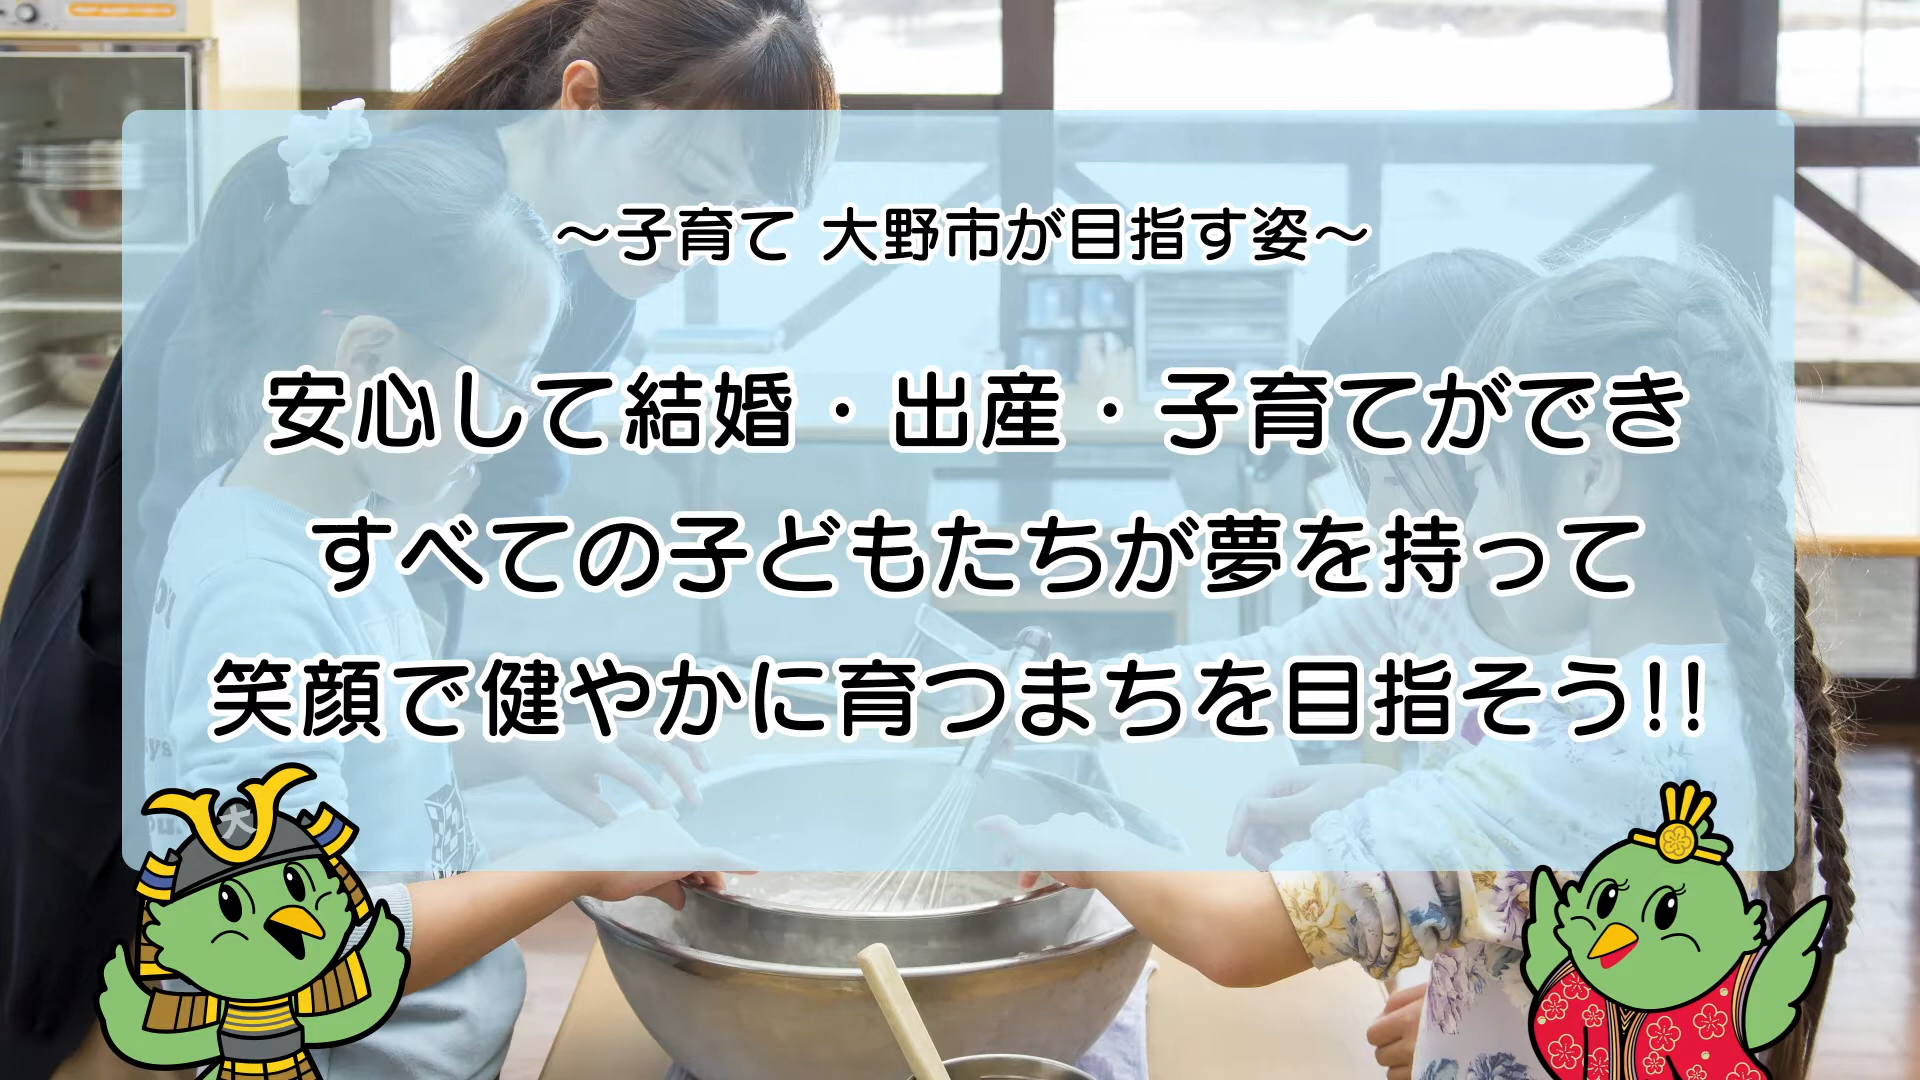 ～子育て 大野市が目指す姿～
安心して結婚・出産・子育てができ
すべての子どもたちが夢を持って
笑顔で健やかに育つまちを目指そう!!
大